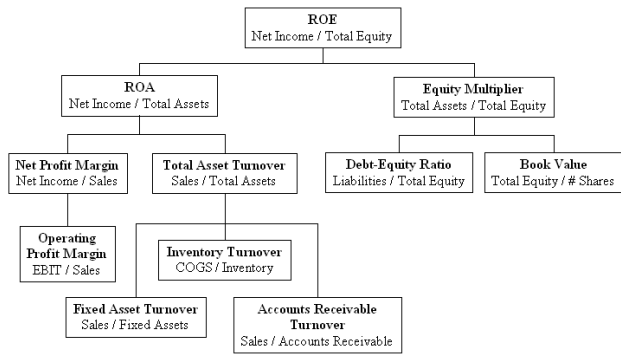 ROE
Net Income / Total Equity
ROA
Net Income / Total Assets
Equity Multiplier
Total Assets / Total Equity
Net Profit Margin
Net Income / Sales
Total Asset Turnover
Sales / Total Assets
Debt-Equity Ratio
Liabilities / Total Equity
Book Value
Total Equity / # Shares
Operating
Profit Margin
EBIT / Sales
Inventory Turnover
COGS / Inventory
Fixed Asset Turnover
Sales / Fixed Assets
Accounts Receivable
Turnover
Sales / Accounts Receivable